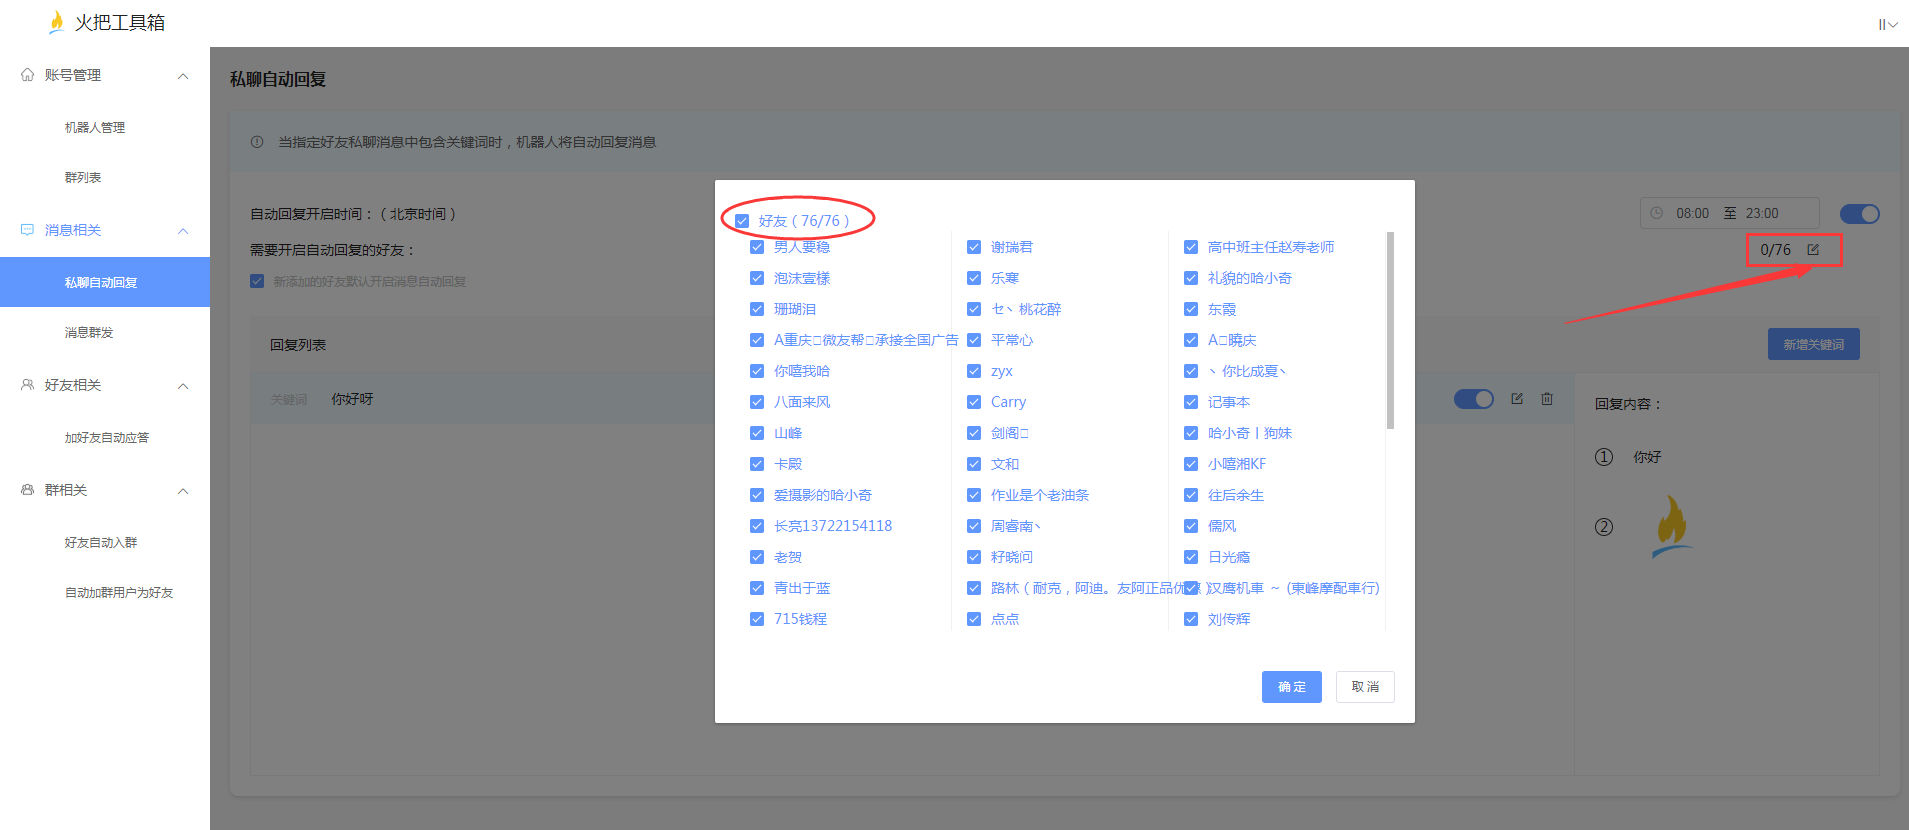 火把工具箱
账号管理
机器人管理
群列表
消息相关
私聊自动回复
消息群发
好友相关
加好友自动应答
群相关
好友自动入群
自动加群用户为好友
私聊自动回复
当指定好友私聊消息中包含关键词时，机器人将自动回复消息
自动回复开启时间：（北京时间）
08:00 至 23:00
需要开启自动回复的好友：
0/76
新添加的好友默认开启消息自动回复
回复列表
新增关键词
关键词 你好呀
回复内容：
① 你好
②
好友（76/76）
男人要稳 谢瑞君 高中班主任赵寿老师
泡沫壹樣 乐寒 礼貌的哈小奇
珊瑚泪 セ丶桃花醉 东霞
A重庆□微友帮□承接全国广告 平常心 A□曉庆
你嘻我哈 zyx 丶你比成夏丶
八面来风 Carry 记事本
山峰 剑阁□ 哈小奇丨狗妹
卡殿 文和 小嘻湘KF
爱摄影的哈小奇 作业是个老油条 往后余生
长亮13722154118 周睿南丶 儒风
老贺 籽晓问 日光瘾
青出于蓝 路林（耐克，阿迪。友阿正品优 汉鹰机車 ～ (東峰摩配車行)
715钱程 点点 刘传辉
确定 取消